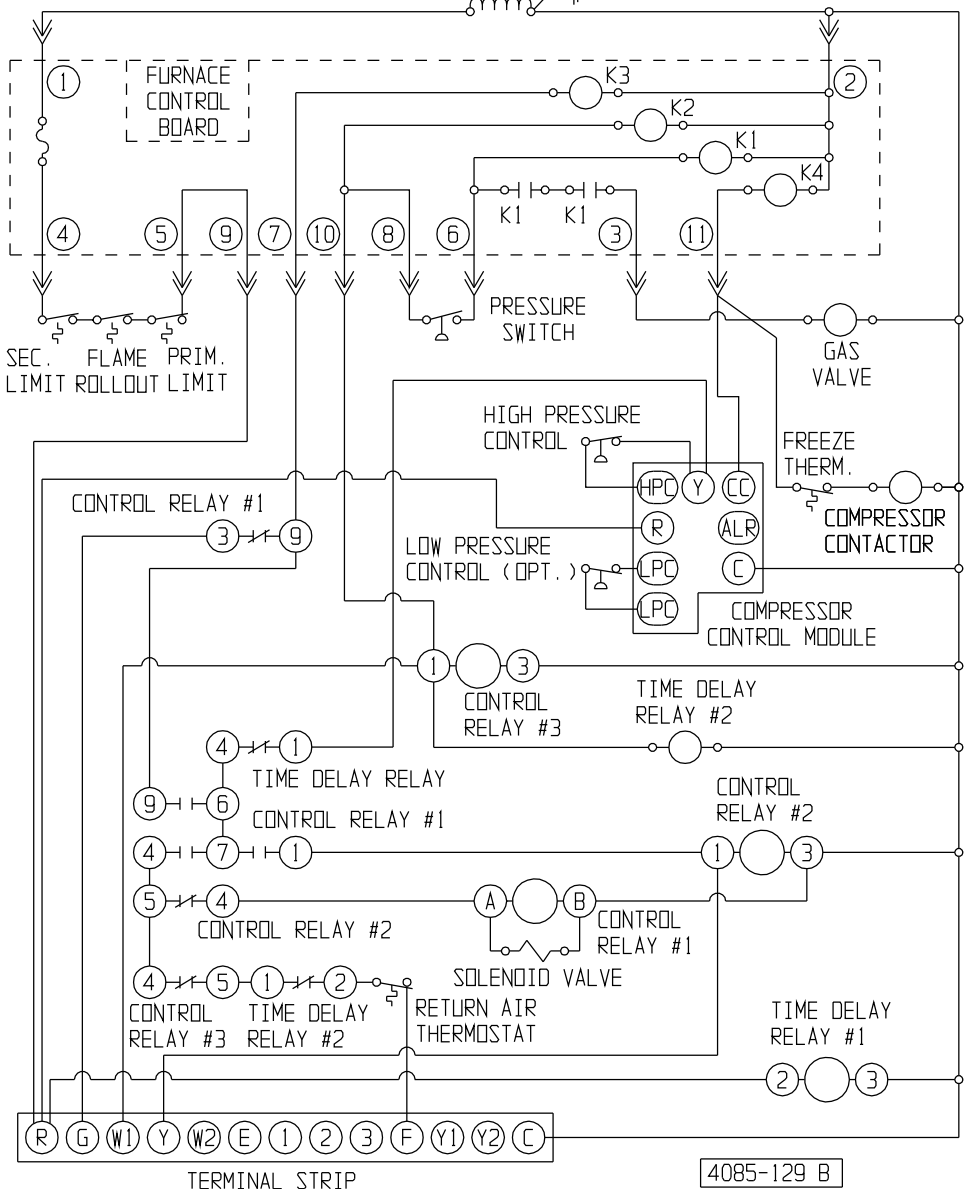 1
FURNACE
CONTROL
BOARD
K3
2
K2
K1
K4
K1
K1
4
5
9
7
10
8
6
3
11
PRESSURE
SWITCH
SEC.
LIMIT
FLAME
ROLLOUT
PRIM.
LIMIT
GAS
VALVE
HIGH PRESSURE
CONTROL
FREEZE
THERM.
HPC
Y
CC
CONTROL RELAY #1
3
9
R
ALR
COMPRESSOR
CONTACTOR
LOW PRESSURE
CONTROL (OPT.)
LPC
C
LPC
COMPRESSOR
CONTROL MODULE
1
3
CONTROL
RELAY #3
TIME DELAY
RELAY #2
4
1
TIME DELAY RELAY
9
6
CONTROL RELAY #1
CONTROL
RELAY #2
4
7
1
1
3
5
4
CONTROL RELAY #2
A
B
CONTROL
RELAY #1
SOLENOID VALVE
4
5
1
2
CONTROL
RELAY #3
TIME DELAY
RELAY #2
RETURN AIR
THERMOSTAT
TIME DELAY
RELAY #1
2
3
R G W1 Y W2 E 1 2 3 F Y1 Y2 C
TERMINAL STRIP
4085-129 B